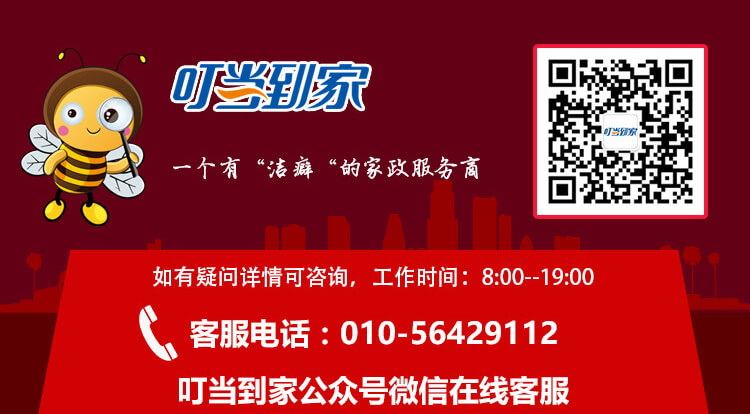 叮当到家
叮当到家
一个有“洁癖“的家政服务商
如有疑问详情可咨询，工作时间：8:00--19:00
客服电话：010-56429112
叮当到家公众号微信在线客服